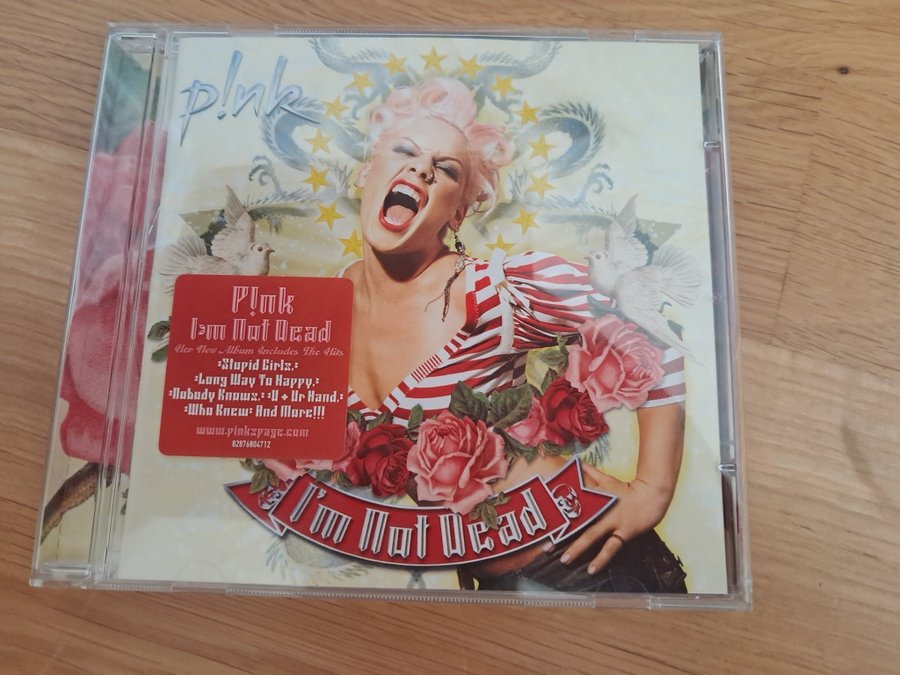 p!nk
P!nk
I'm Not Dead
Her New Album Includes The Hits
:Stupid Girls.:
:Long Way To Happy.:
:Nobody Knows.: :U + Ur Hand.:
:Who Knew: And More!!!
www.pinkspage.com
82876804712
I'm Not Dead